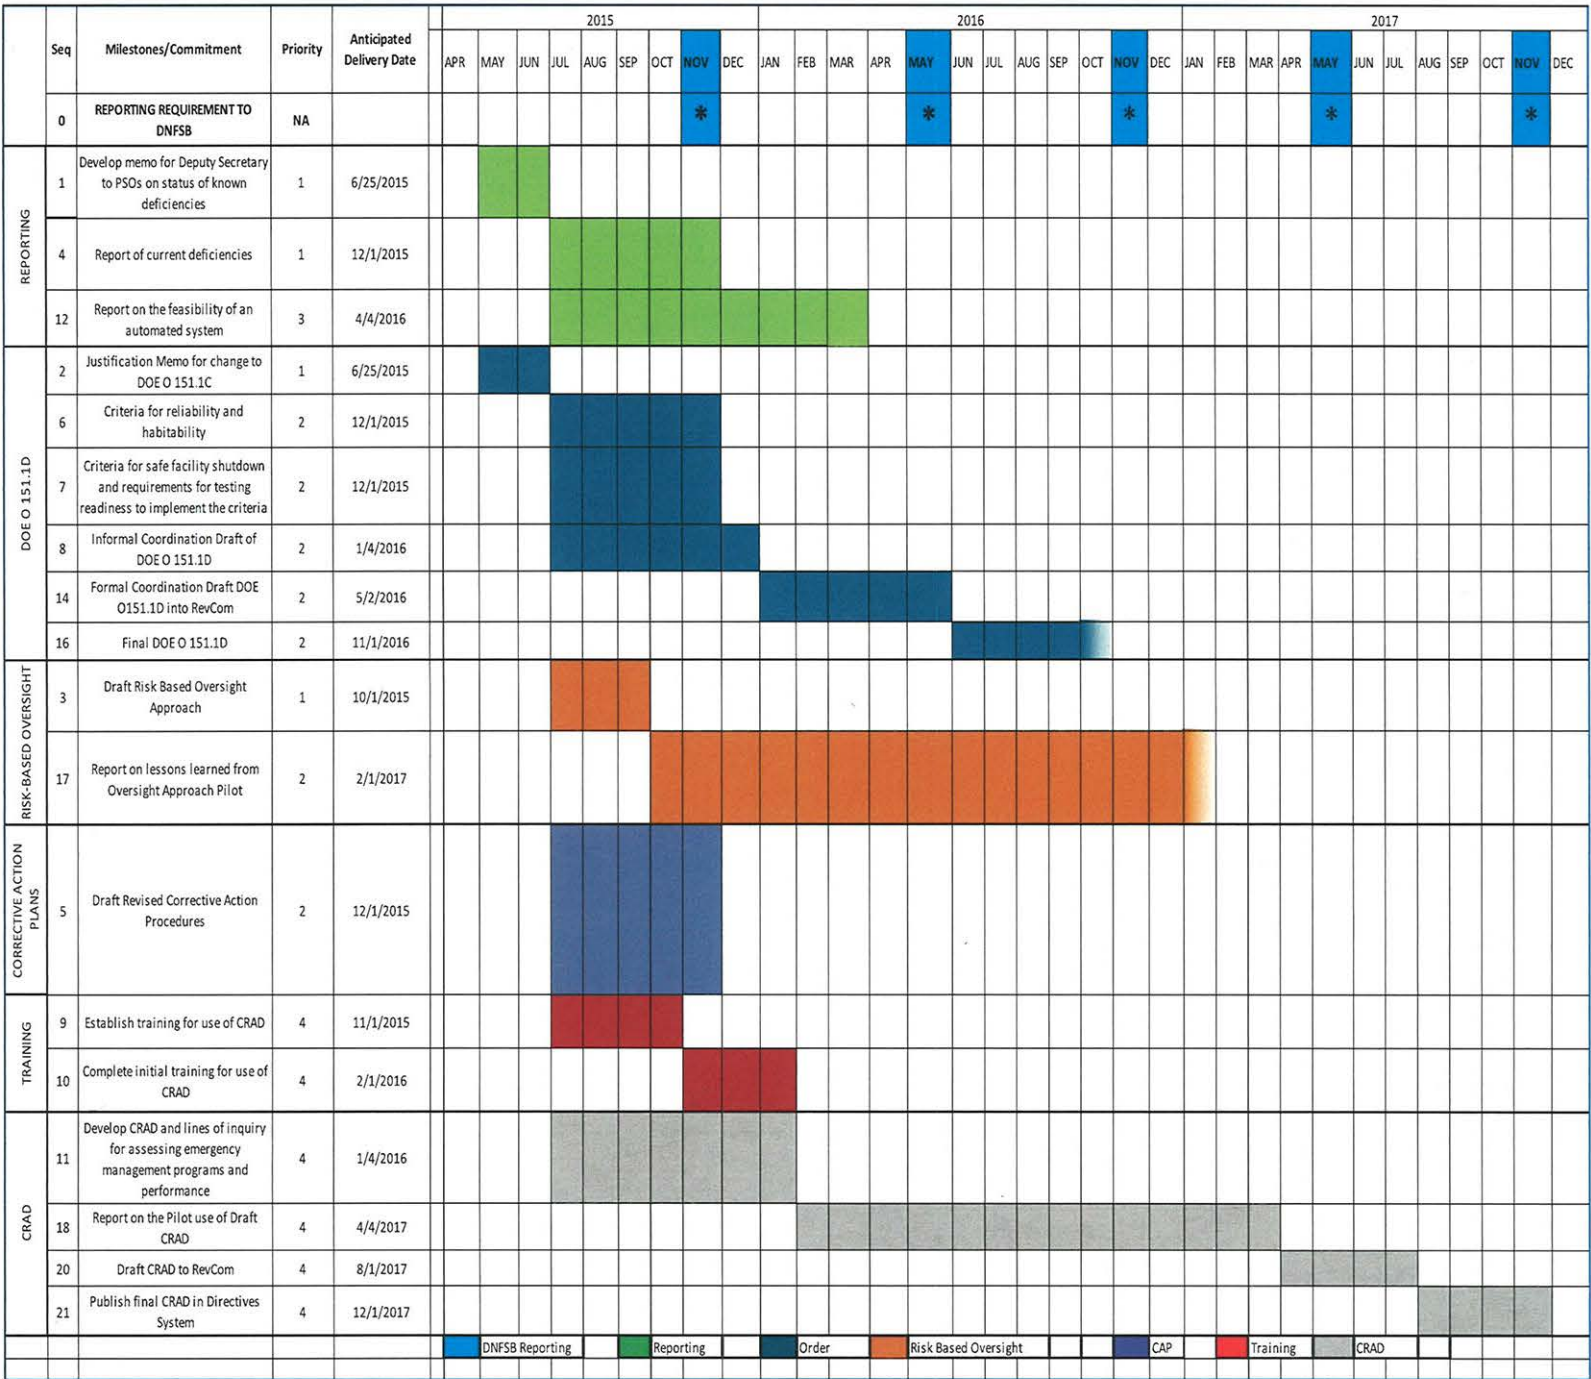 2015 2016 2017
Seq Milestones/Commitment Priority Anticipated
Delivery Date
APR MAY JUN JUL AUG SEP OCT NOV DEC JAN FEB MAR APR MAY JUN JUL AUG SEP OCT NOV DEC JAN FEB MAR APR MAY JUN JUL AUG SEP OCT NOV DEC
0 REPORTING REQUIREMENT TO
DNFSB NA * * * * *
REPORTING
1 Develop memo for Deputy Secretary
to PSOs on status of known
deficiencies 1 6/25/2015
4 Report of current deficiencies 1 12/1/2015
12 Report on the feasibility of an
automated system 3 4/4/2016
DOE O 151.1D
2 Justification Memo for change to
DOE O 151.1C 1 6/25/2015
6 Criteria for reliability and
habitability 2 12/1/2015
7 Criteria for safe facility shutdown
and requirements for testing
readiness to implement the criteria 2 12/1/2015
8 Informal Coordination Draft of
DOE O 151.1D 2 1/4/2016
14 Formal Coordination Draft DOE
O151.1D into RevCom 2 5/2/2016
16 Final DOE O 151.1D 2 11/1/2016
RISK-BASED OVERSIGHT
3 Draft Risk Based Oversight
Approach 1 10/1/2015
17 Report on lessons learned from
Oversight Approach Pilot 2 2/1/2017
CORRECTIVE ACTION
PLANS
5 Draft Revised Corrective Action
Procedures 2 12/1/2015
TRAINING
9 Establish training for use of CRAD 4 11/1/2015
10 Complete initial training for use of
CRAD 4 2/1/2016
CRAD
11 Develop CRAD and lines of inquiry
for assessing emergency
management programs and
performance 4 1/4/2016
18 Report on the Pilot use of Draft
CRAD 4 4/4/2017
20 Draft CRAD to RevCom 4 8/1/2017
21 Publish final CRAD in Directives
System 4 12/1/2017
DNFSB Reporting Reporting Order Risk Based Oversight CAP Training CRAD